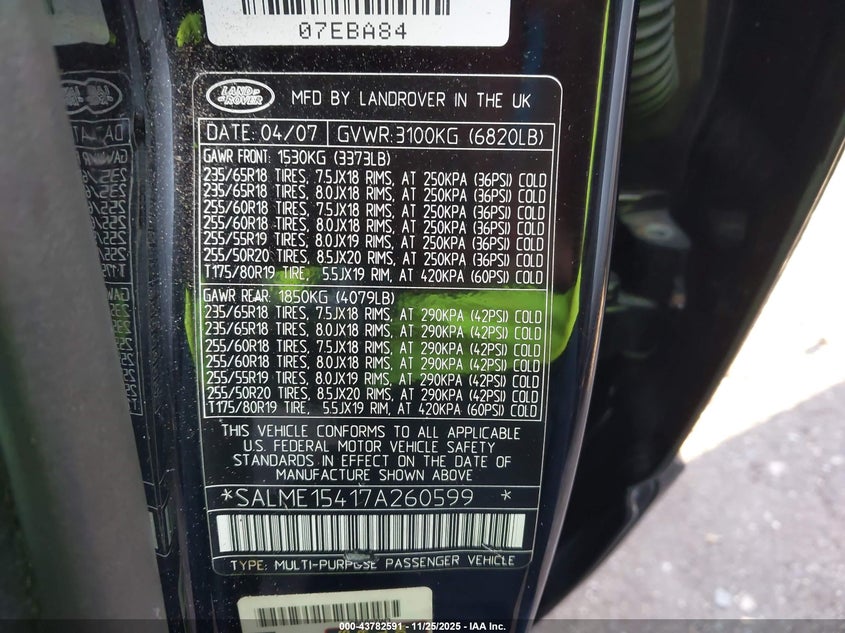 07EBA84
LAND ROVER
MFD BY LANDROVER IN THE UK
DATE: 04/07 GVWR:3100KG (6820LB)
GAWR FRONT: 1530KG (3373LB)
235/65R18 TIRES, 7.5JX18 RIMS, AT 250KPA (36PSI) COLD
235/65R18 TIRES, 8.0JX18 RIMS, AT 250KPA (36PSI) COLD
255/60R18 TIRES, 7.5JX18 RIMS, AT 250KPA (36PSI) COLD
255/60R18 TIRES, 8.0JX18 RIMS, AT 250KPA (36PSI) COLD
255/55R19 TIRES, 8.0JX19 RIMS, AT 250KPA (36PSI) COLD
255/50R20 TIRES, 8.5JX20 RIMS, AT 250KPA (36PSI) COLD
T175/80R19 TIRE, 5.5JX19 RIM, AT 420KPA (60PSI) COLD
GAWR REAR: 1850KG (4079LB)
235/65R18 TIRES, 7.5JX18 RIMS, AT 290KPA (42PSI) COLD
235/65R18 TIRES, 8.0JX18 RIMS, AT 290KPA (42PSI) COLD
255/60R18 TIRES, 7.5JX18 RIMS, AT 290KPA (42PSI) COLD
255/60R18 TIRES, 8.0JX18 RIMS, AT 290KPA (42PSI) COLD
255/55R19 TIRES, 8.0JX19 RIMS, AT 290KPA (42PSI) COLD
255/50R20 TIRES, 8.5JX20 RIMS, AT 290KPA (42PSI) COLD
T175/80R19 TIRE, 5.5JX19 RIM, AT 420KPA (60PSI) COLD
THIS VEHICLE CONFORMS TO ALL APPLICABLE
U.S. FEDERAL MOTOR VEHICLE SAFETY
STANDARDS IN EFFECT ON THE DATE OF
MANUFACTURE SHOWN ABOVE
*SALME15417A260599 *
TYPE: MULTI-PURPOSE PASSENGER VEHICLE
000-43782591 - 11/25/2025 - IAA Inc.